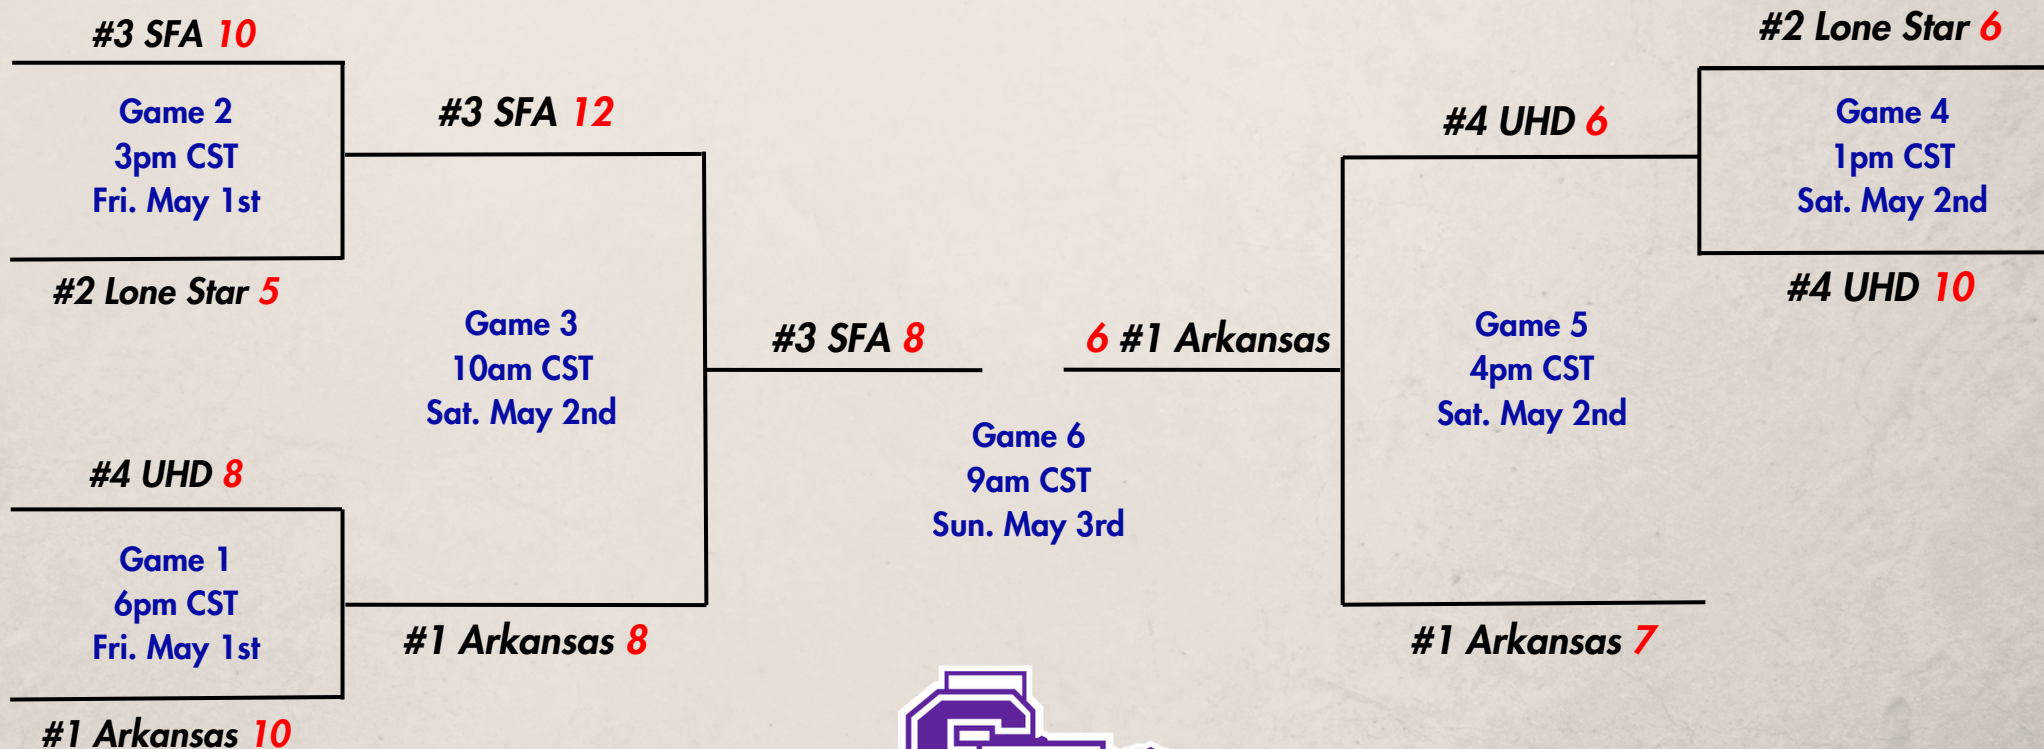 #3 SFA 10
Game 2
3pm CST
Fri. May 1st
#2 Lone Star 5
#3 SFA 12
Game 3
10am CST
Sat. May 2nd
#4 UHD 8
Game 1
6pm CST
Fri. May 1st
#1 Arkansas 10
#1 Arkansas 8
#3 SFA 8
6 #1 Arkansas
Game 6
9am CST
Sun. May 3rd
#4 UHD 6
Game 5
4pm CST
Sat. May 2nd
#1 Arkansas 7
#2 Lone Star 6
Game 4
1pm CST
Sat. May 2nd
#4 UHD 10